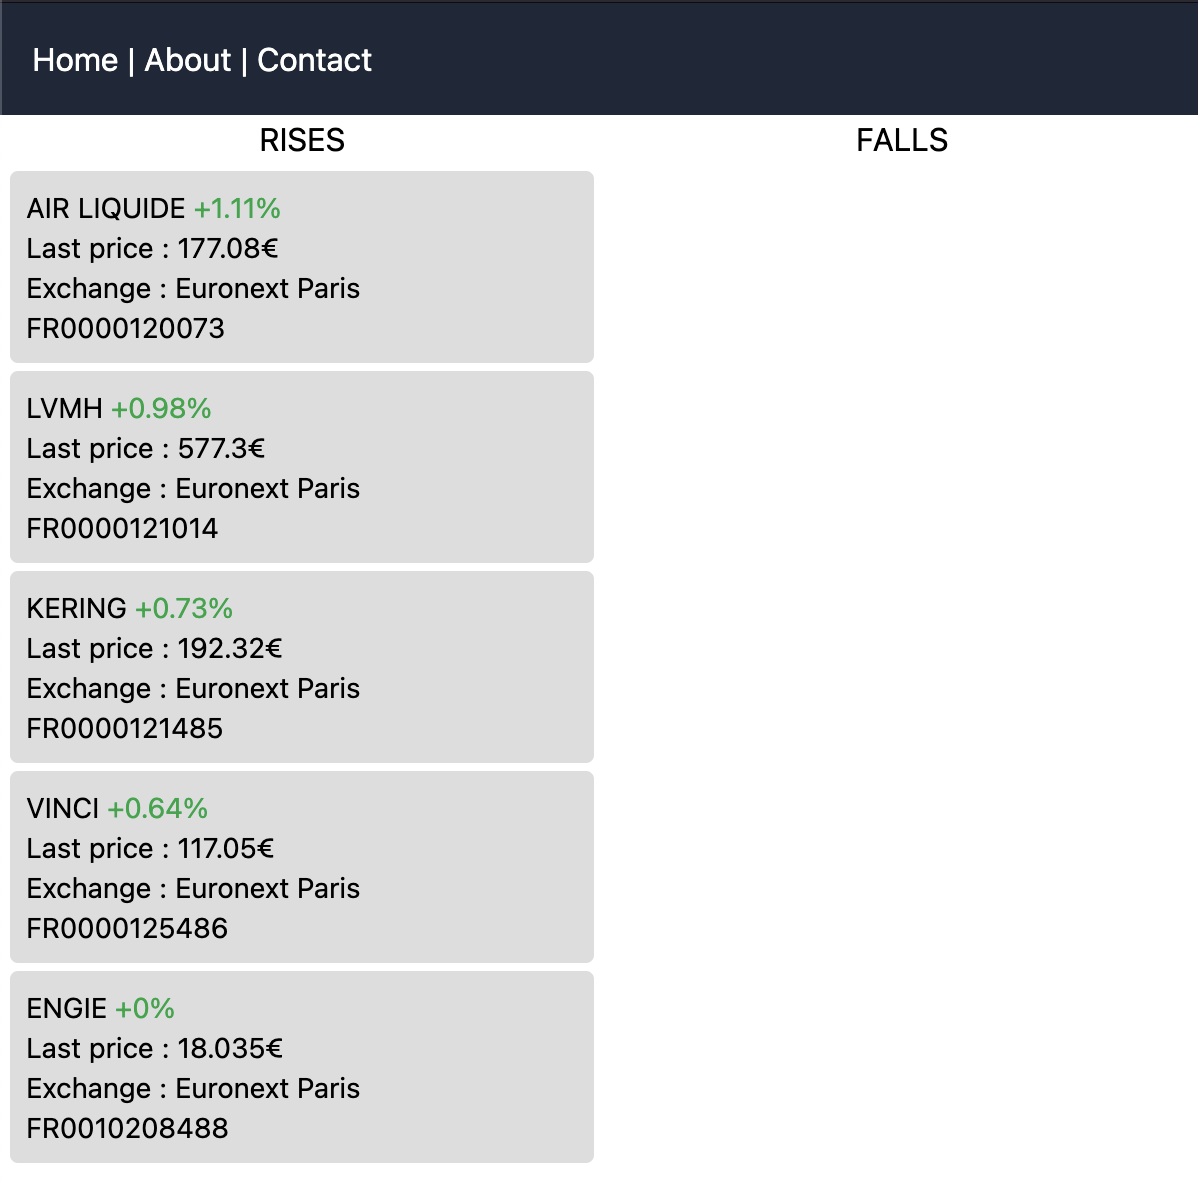 Home | About | Contact
RISES
AIR LIQUIDE +1.11%
Last price : 177.08€
Exchange : Euronext Paris
FR0000120073
LVMH +0.98%
Last price : 577.3€
Exchange : Euronext Paris
FR0000121014
KERING +0.73%
Last price : 192.32€
Exchange : Euronext Paris
FR0000121485
VINCI +0.64%
Last price : 117.05€
Exchange : Euronext Paris
FR0000125486
ENGIE +0%
Last price : 18.035€
Exchange : Euronext Paris
FR0010208488
FALLS